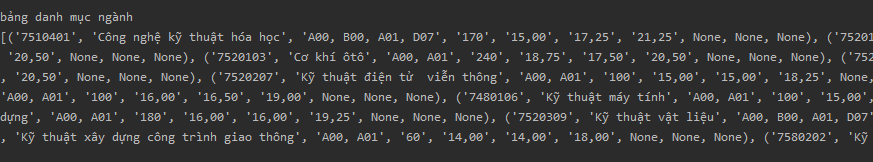 bảng danh mục ngành
[('7510401', 'Công nghệ kỹ thuật hóa học', 'A00, B00, A01, D07', '170', '15,00', '17,25', '21,25', None, None, None), ('7520
'20,50', None, None, None), ('7520103', 'Cơ khí ôtô', 'A00, A01', '240', '18,75', '17,50', '20,50', None, None, None), ('752
, '20,50', None, None, None), ('7520207', 'Kỹ thuật điện tử  viễn thông', 'A00, A01', '100', '15,00', '15,00', '18,25', None,
'A00, A01', '100', '16,00', '16,50', '19,00', None, None, None), ('7480106', 'Kỹ thuật máy tính', 'A00, A01', '100', '15,00',
dựng', 'A00, A01', '180', '16,00', '16,00', '19,25', None, None, None), ('7520309', 'Kỹ thuật vật liệu', 'A00, B00, A01, D07'
, 'Kỹ thuật xây dựng công trình giao thông', 'A00, A01', '60', '14,00', '14,00', '18,00', None, None, None), ('7580202', 'Kỹ